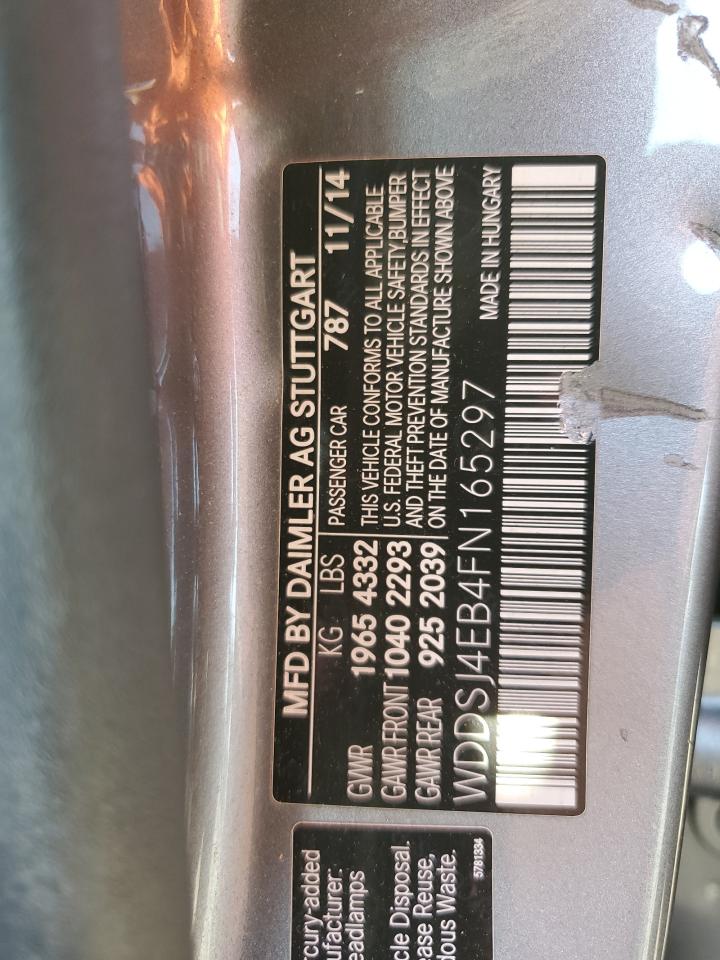 MFD BY DAIMLER AG STUTTGART
KG LBS PASSENGER CAR 787 11/14
GVWR 1965 4332 THIS VEHICLE CONFORMS TO ALL APPLICABLE
GAWR FRONT 1040 2293 U.S. FEDERAL MOTOR VEHICLE SAFETY, BUMPER
GAWR REAR 925 2039 AND THEFT PREVENTION STANDARDS IN EFFECT
ON THE DATE OF MANUFACTURE SHOWN ABOVE
WDDSJ4EB4FN165297 MADE IN HUNGARY
rcury-added
ufacturer:
eadlamps
cle Disposal.
ease Reuse,
dous Waste.
5781334